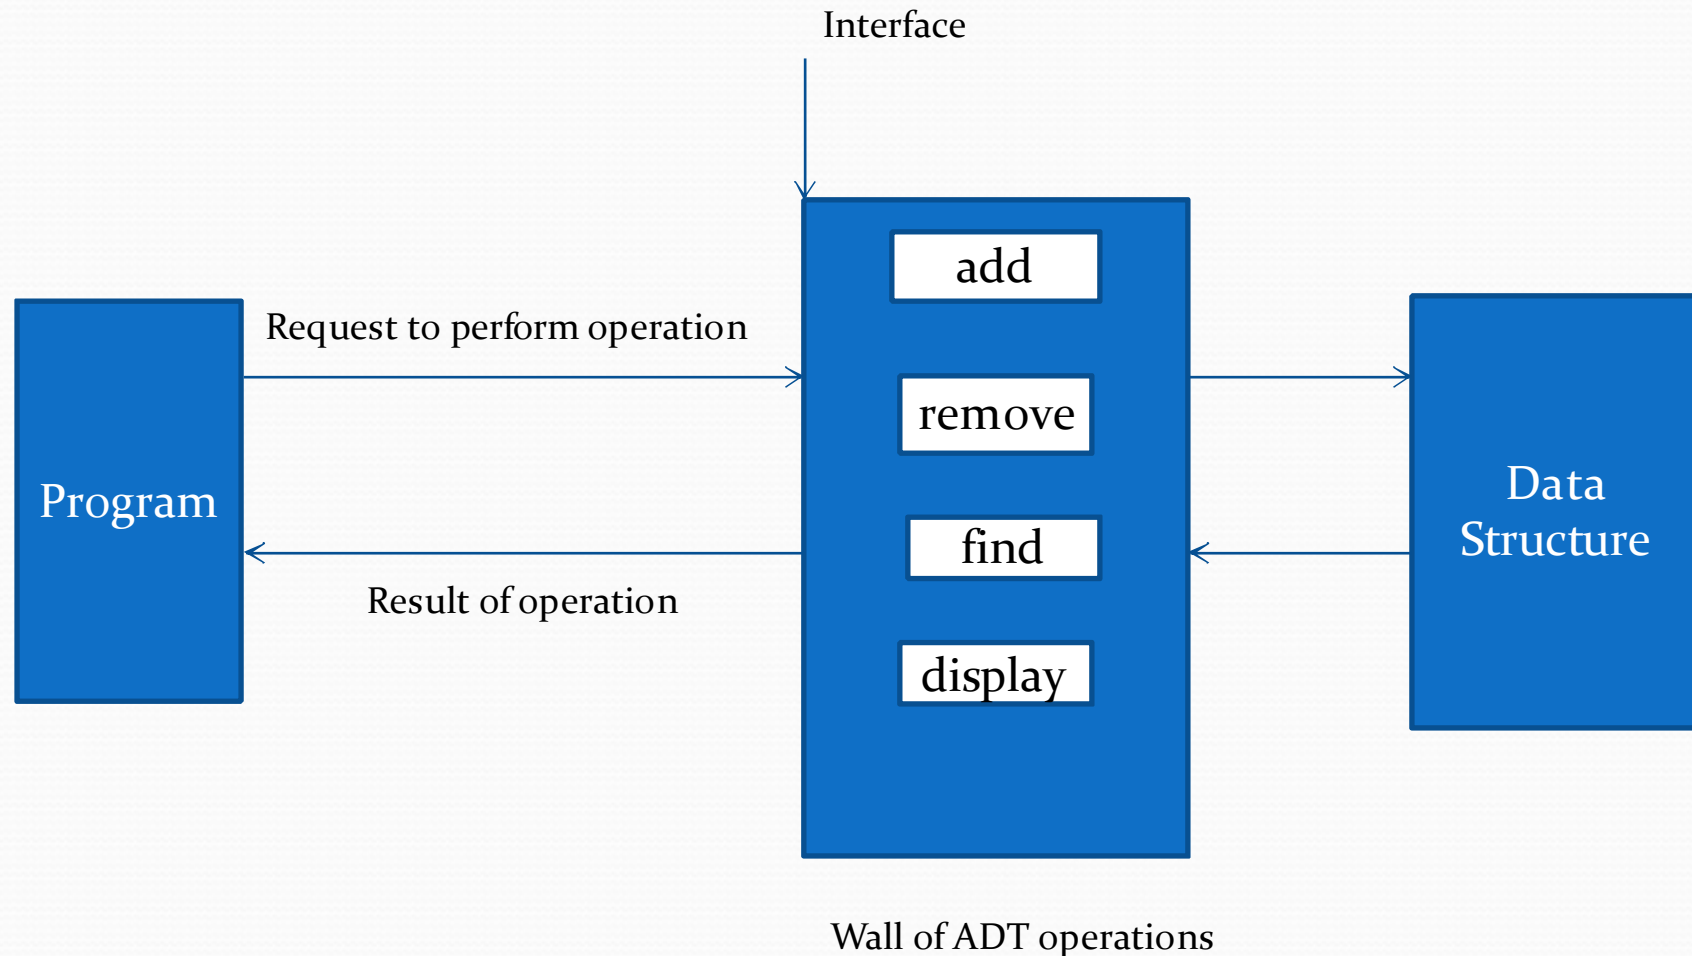 Interface
add
Request to perform operation
remove
Program
Data
Structure
find
Result of operation
display
Wall of ADT operations